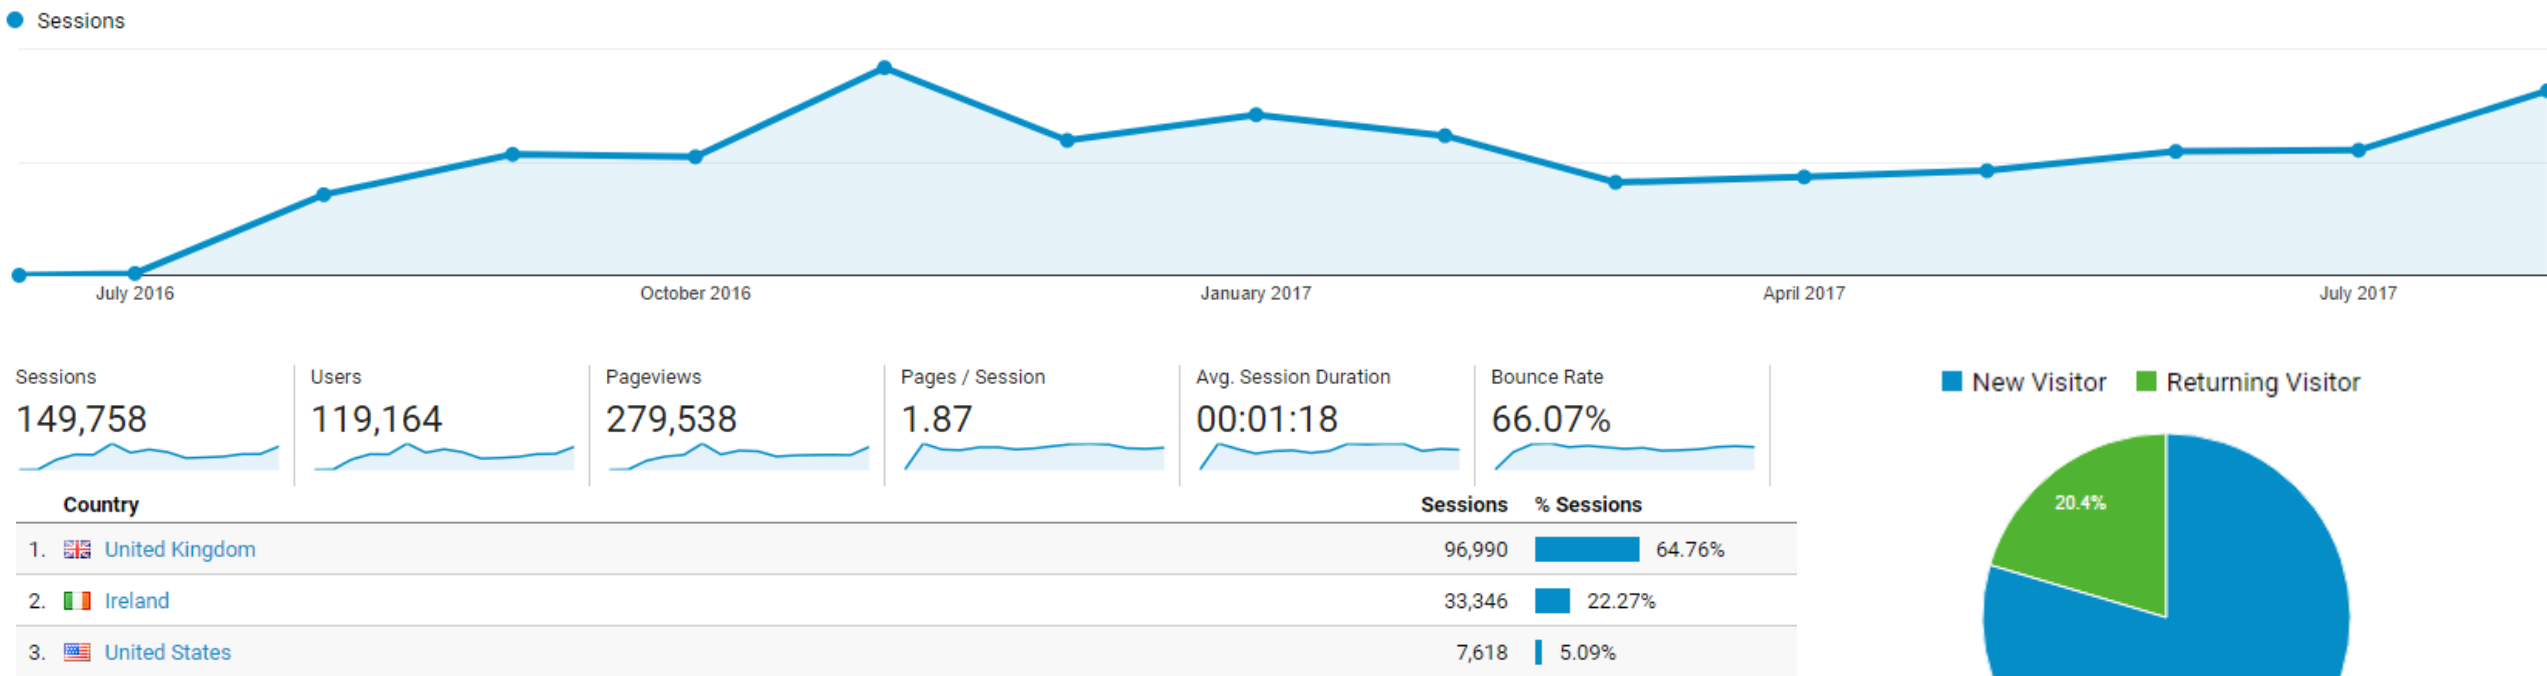 Sessions
July 2016 October 2016 January 2017 April 2017 July 2017
Sessions Users Pageviews Pages / Session Avg. Session Duration Bounce Rate
149,758 119,164 279,538 1.87 00:01:18 66.07%
New Visitor Returning Visitor
20.4%
Country Sessions % Sessions
1. United Kingdom 96,990 64.76%
2. Ireland 33,346 22.27%
3. United States 7,618 5.09%